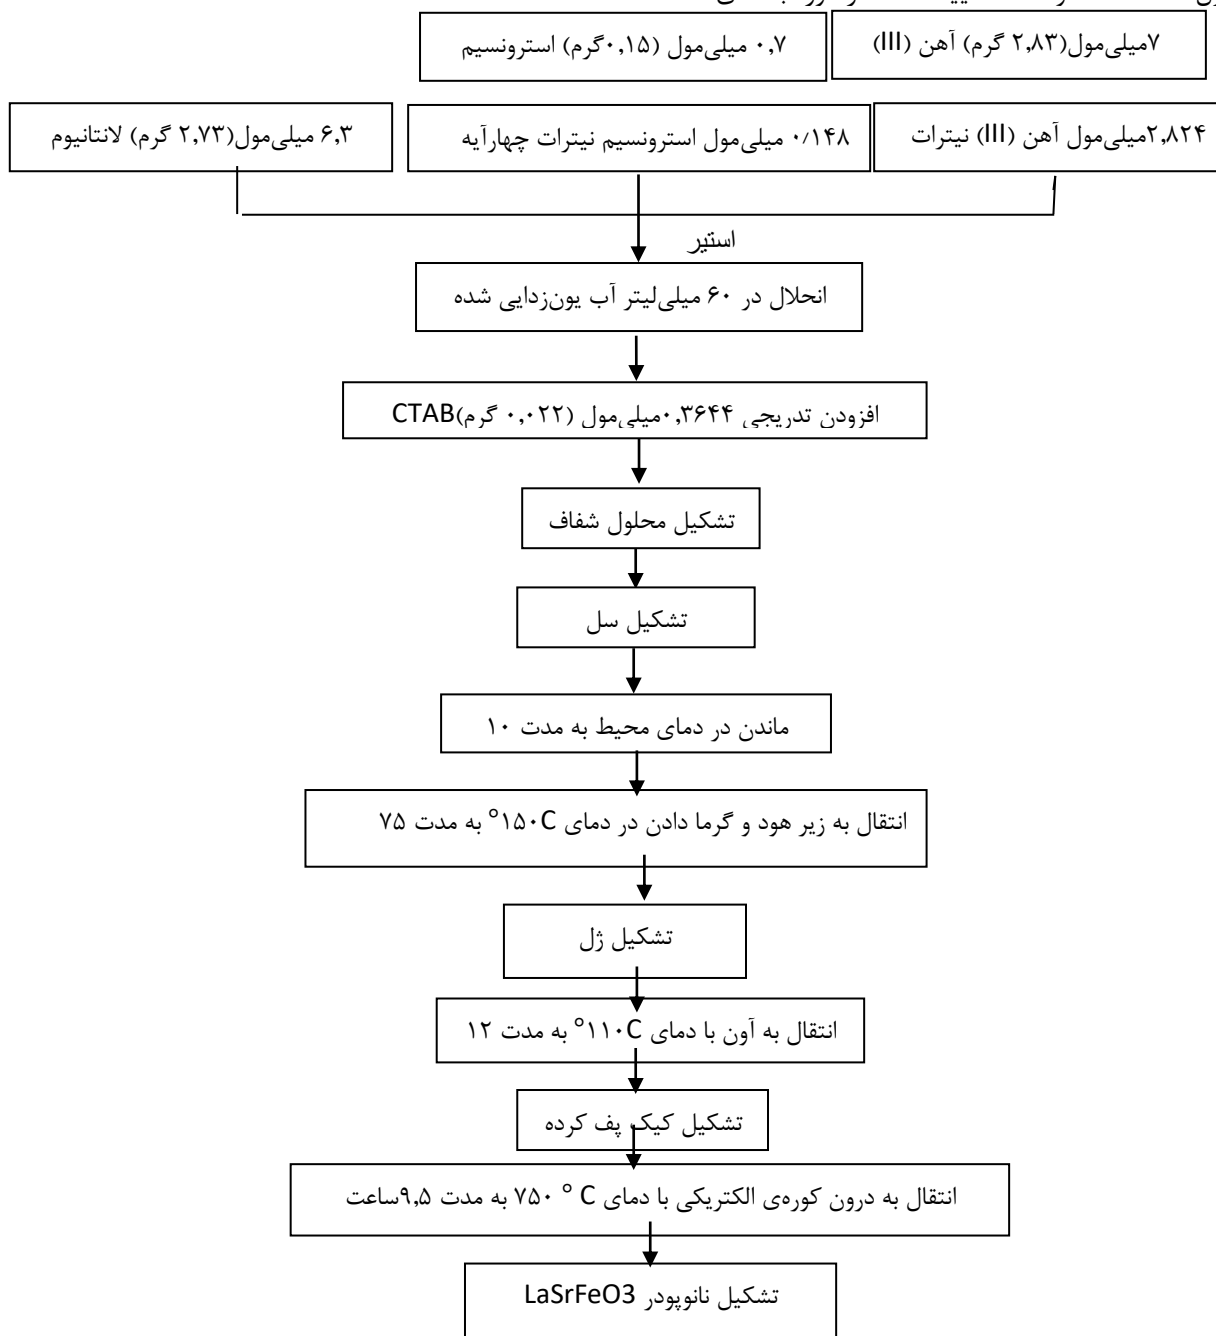 ۷میلی‌مول(۲,۸۳ گرم) آهن (III)
۰,۷ میلی‌مول (۰,۱۵گرم) استرونسیم
۲,۸۲۴میلی‌مول آهن (III) نیترات
۰/۱۴۸ میلی‌مول استرونسیم نیترات چهارآیه
۶,۳ میلی‌مول(۲,۷۳ گرم) لانتانیوم
استیر
انحلال در ۶۰ میلی‌لیتر آب یون‌زدایی شده
افزودن تدریجی ۰,۳۶۴۴میلی‌مول (۰,۰۲۲ گرم)CTAB
تشکیل محلول شفاف
تشکیل سل
ماندن در دمای محیط به مدت ۱۰
انتقال به زیر هود و گرما دادن در دمای ۱۵۰C° به مدت ۷۵
تشکیل ژل
انتقال به آون با دمای ۱۱۰C° به مدت ۱۲
تشکیل کیک پف کرده
انتقال به درون کوره‌ی الکتریکی با دمای ۷۵۰ ° C به مدت ۹,۵ساعت
تشکیل نانوپودر LaSrFeO3